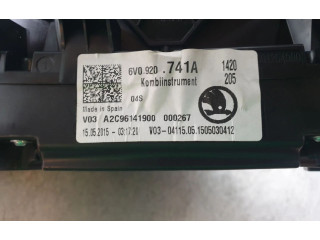 6V0 920 .741A 1420
Kombiinstrument 205
04S
Made in Spain
V03 A2C96141900 000267
15.05.2015 - 03:17:20 V03-04115.05.1505030412